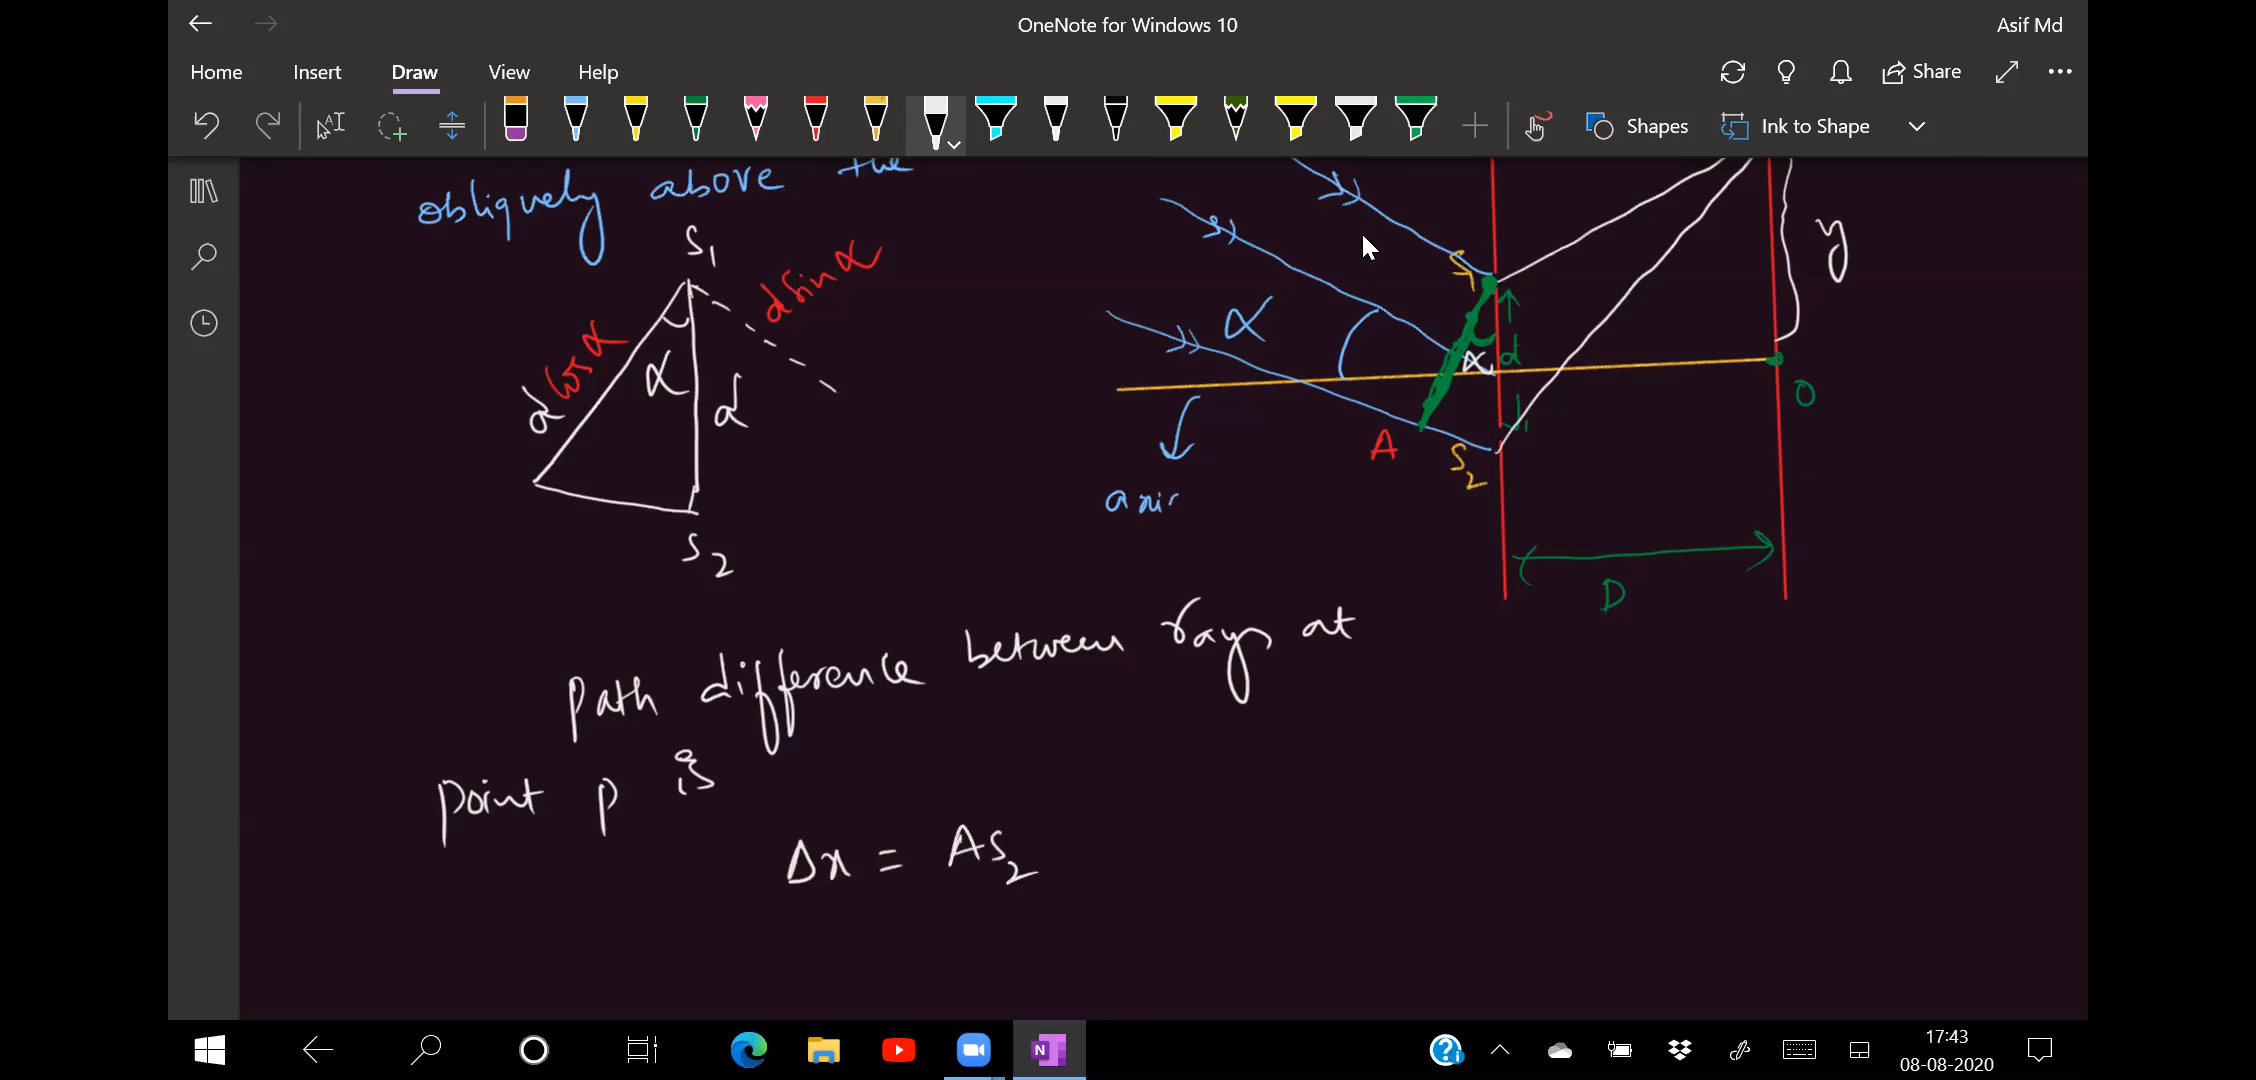 OneNote for Windows 10
Asif Md
Home Insert Draw View Help
Share
Shapes
Ink to Shape
obliquely above the
S1
d sin α
d cos α
α
d
S2
α
axis
S1
α
d
A
S2
y
O
D
Path difference between rays at
point P is
Δx = AS2
17:43
08-08-2020